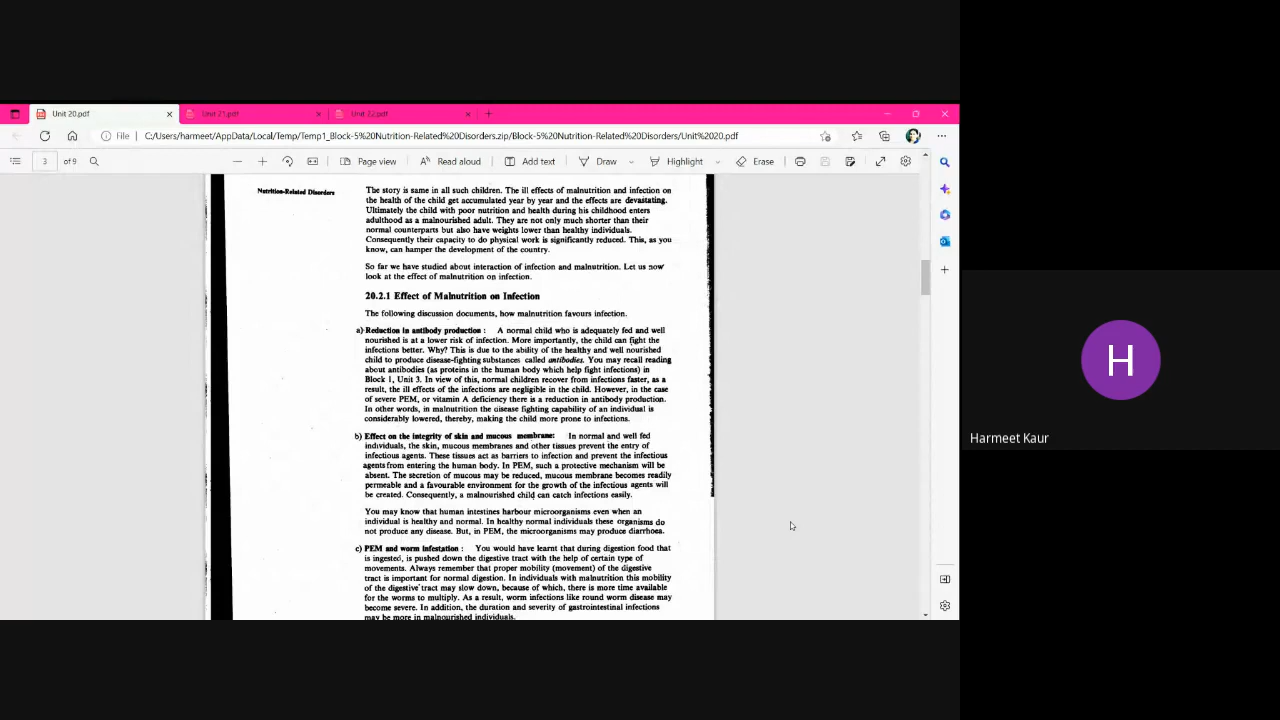 Unit 20.pdf
Unit 21.pdf
Unit 22.pdf
File
C:/Users/harmeet/AppData/Local/Temp/Temp1_Block-5%20Nutrition-Related%20Disorders.zip/Block-5%20Nutrition-Related%20Disorders/Unit%2020.pdf
3 of 9
Page view
Read aloud
Add text
Draw
Highlight
Erase
Nutrition-Related Disorders
The story is same in all such children. The ill effects of malnutrition and infection on
the health of the child get accumulated year by year and the effects are devastating.
Ultimately the child with poor nutrition and health during his childhood enters
adulthood as a malnourished adult. They are not only much shorter than their
normal counterparts but also have weights lower than healthy individuals.
Consequently their capacity to do physical work is significantly reduced. This, as you
know, can hamper the development of the country.
So far we have studied about interaction of infection and malnutrition. Let us now
look at the effect of malnutrition on infection.
20.2.1 Effect of Malnutrition on Infection
The following discussion documents, how malnutrition favours infection.
a) Reduction in antibody production : A normal child who is adequately fed and well
nourished is at a lower risk of infection. More importantly, the child can fight the
infections better. Why? This is due to the ability of the healthy and well nourished
child to produce disease-fighting substances called antibodies. You may recall reading
about antibodies (as proteins in the human body which help fight infections) in
Block 1, Unit 3. In view of this, normal children recover from infections faster, as a
result, the ill effects of the infections are negligible in the child. However, in the case
of severe PEM, or vitamin A deficiency there is a reduction in antibody production.
In other words, in malnutrition the disease fighting capability of an individual is
considerably lowered, thereby, making the child more prone to infections.
b) Effect on the integrity of skin and mucous membrane: In normal and well fed
individuals, the skin, mucous membranes and other tissues prevent the entry of
infectious agents. These tissues act as barriers to infection and prevent the infectious
agents from entering the human body. In PEM, such a protective mechanism will be
absent. The secretion of mucous may be reduced, mucous membrane becomes readily
permeable and a favourable environment for the growth of the infectious agents will
be created. Consequently, a malnourished child can catch infections easily.
You may know that human intestines harbour microorganisms even when an
individual is healthy and normal. In healthy normal individuals these organisms do
not produce any disease. But, in PEM, the microorganisms may produce diarrhoea.
c) PEM and worm infestation : You would have learnt that during digestion food that
is ingested, is pushed down the digestive tract with the help of certain type of
movements. Always remember that proper mobility (movement) of the digestive
tract is important for normal digestion. In individuals with malnutrition this mobility
of the digestive tract may slow down, because of which, there is more time available
for the worms to multiply. As a result, worm infections like round worm disease may
become severe. In addition, the duration and severity of gastrointestinal infections
may be more in malnourished individuals.
H
Harmeet Kaur